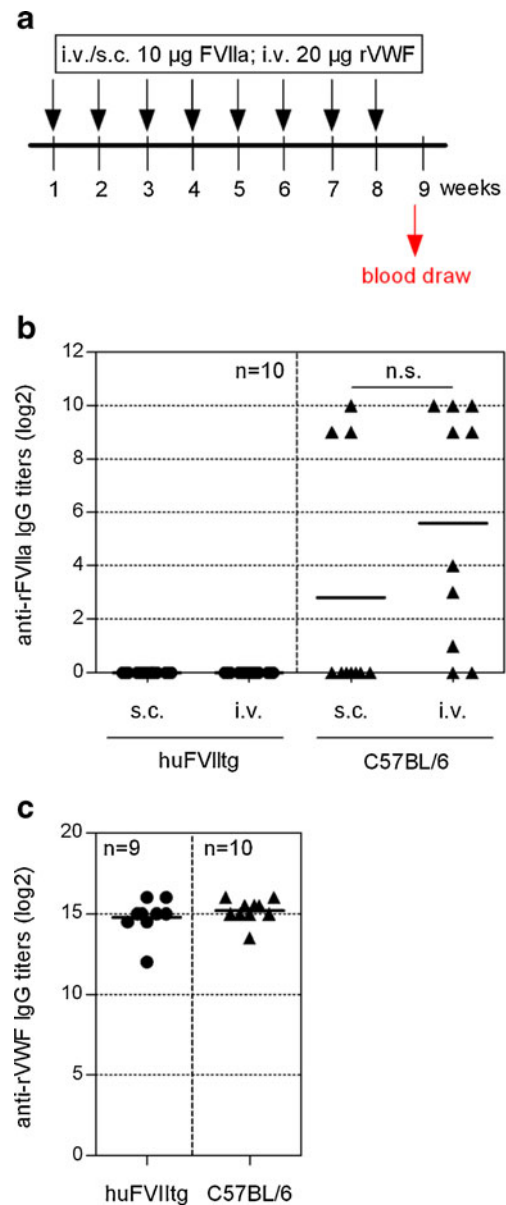 a
i.v./s.c. 10 µg FVIIa; i.v. 20 µg rVWF
1 2 3 4 5 6 7 8 9 weeks
blood draw
b
anti-rFVIIa IgG titers (log2)
12
10
8
6
4
2
0
n=10
n.s.
s.c. i.v. s.c. i.v.
huFVIItg C57BL/6
c
anti-rVWF IgG titers (log2)
20
15
10
5
0
n=9 n=10
huFVIItg C57BL/6